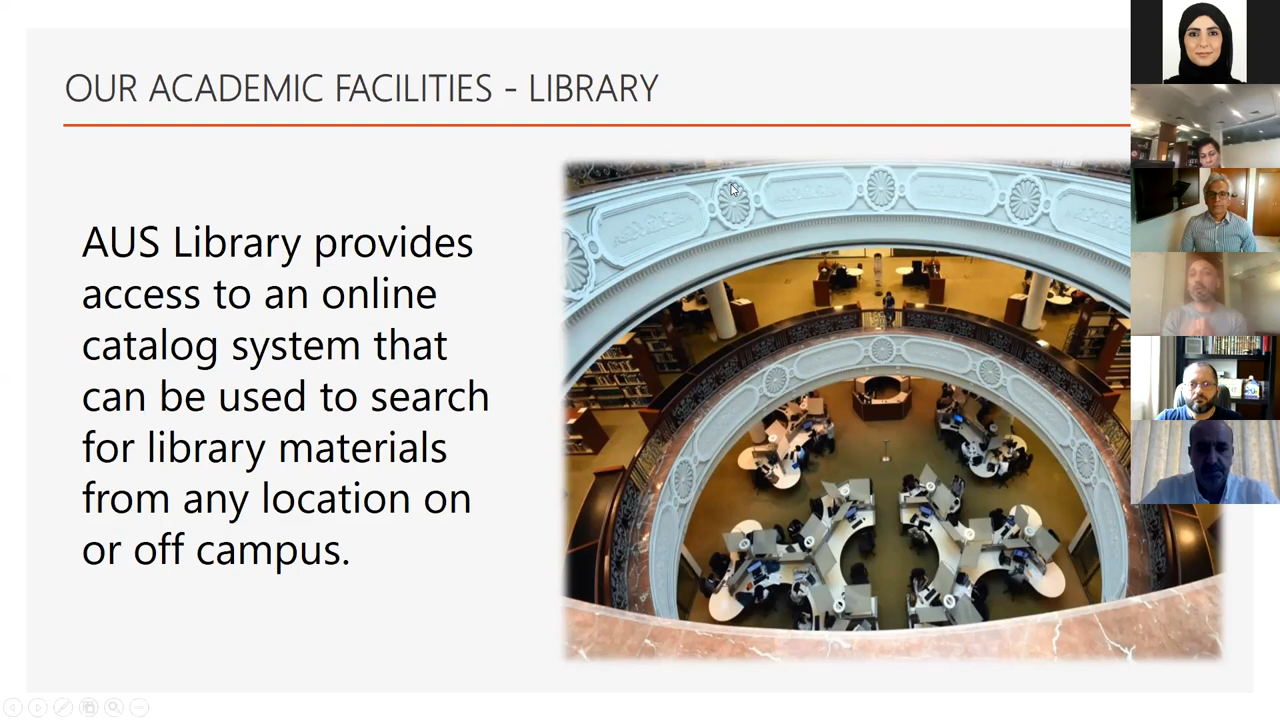 OUR ACADEMIC FACILITIES - LIBRARY
AUS Library provides
access to an online
catalog system that
can be used to search
for library materials
from any location on
or off campus.